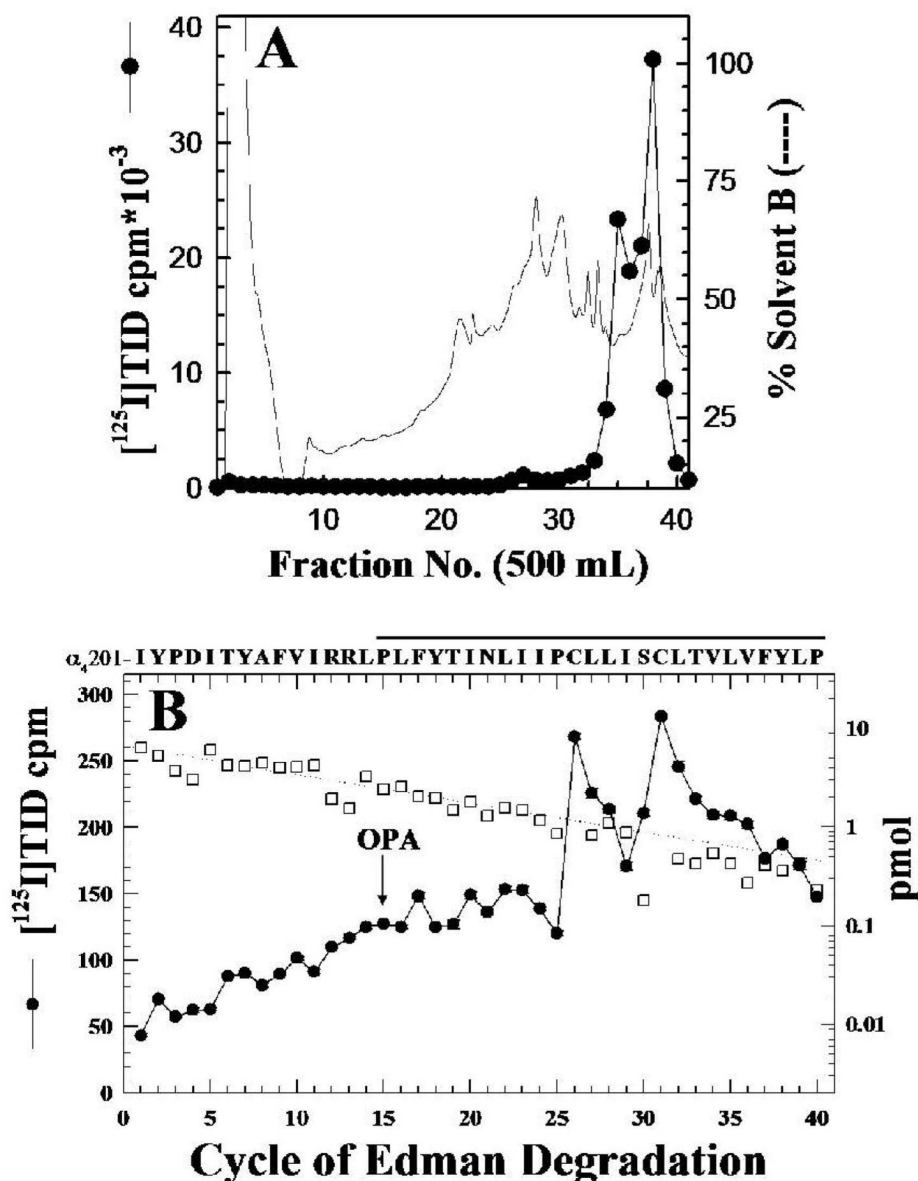 A
40
30
20
10
0
[¹²⁵I]TID cpm*10⁻³
100
75
50
25
% Solvent B (----)
10 20 30 40
Fraction No. (500 mL)
α₄201-IYPDITYAFVIRRLPLFYTINLIIPCLLISCLTVLVFYLP
B
300
250
200
150
100
50
0
[¹²⁵I]TID cpm
OPA
10
1
0.1
0.01
pmol
0 5 10 15 20 25 30 35 40
Cycle of Edman Degradation